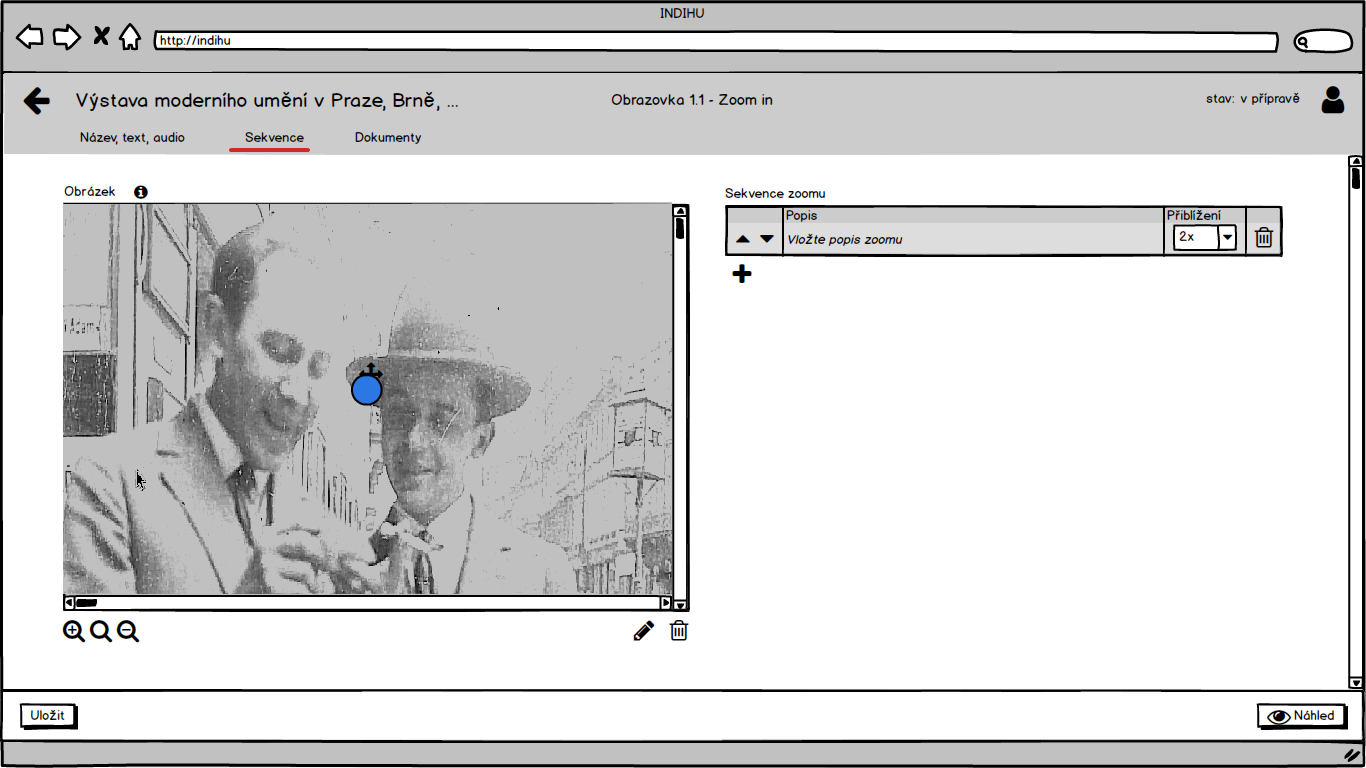 INDIHU
http://indihu
Výstava moderního umění v Praze, Brně, ...
Obrazovka 1.1 - Zoom in
stav: v přípravě
Název, text, audio
Sekvence
Dokumenty
Obrázek
Sekvence zoomu
Popis
Přiblížení
Vložte popis zoomu
2x
Uložit
Náhled